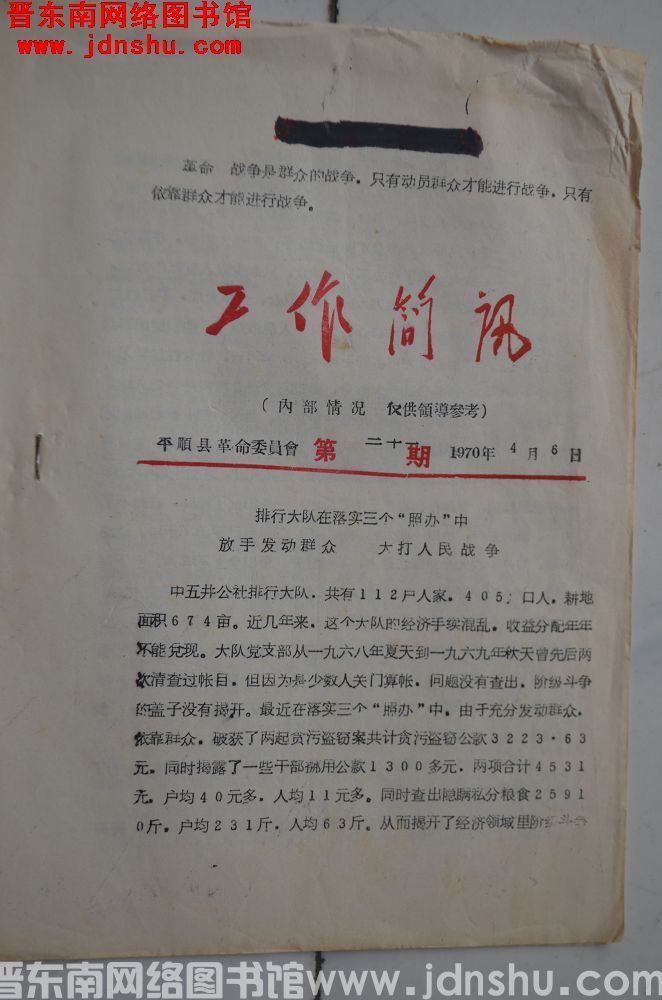 晋东南网络图书馆
www.jdnshu.com
革命 战争是群众的战争，只有动员群众才能进行战争，只有
依靠群众才能进行战争。
工作简讯
（内部情况 仅供領導參考）
平順县革命委員會 第 二十 期 1970年4月6日
排行大队在落实三个“照办”中
放手发动群众 大打人民战争
中五井公社排行大队，共有112户人家，405口人，耕地
面积674亩。近几年来，这个大队的经济手续混乱，收益分配年年
不能兑现。大队党支部从一九六八年夏天到一九六九年秋天曾先后两
次清查过帐目，但因为是少数人关门算帐，问题没有查出，阶级斗争
的盖子没有揭开。最近在落实三个“照办”中，由于充分发动群众，
依靠群众，破获了两起贪污盗窃案共计贪污盗窃公款3223·63
元，同时揭露了一些干部挪用公款1300多元，两项合计4531
元，户均40元多，人均11元多。同时查出隐瞒私分粮食2591
0斤，户均231斤，人均63斤。从而揭开了经济领域里阶级斗争
晋东南网络图书馆www.jdnshu.com